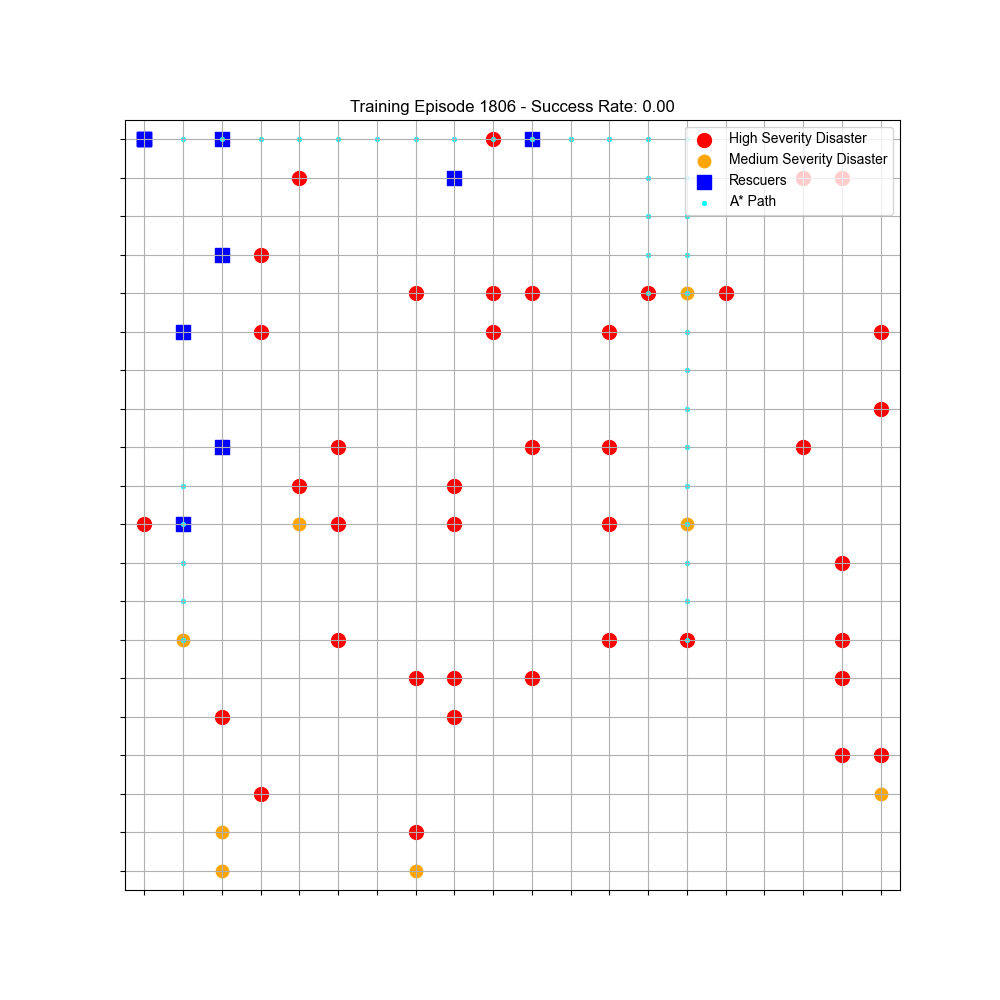 Training Episode 1806 - Success Rate: 0.00
High Severity Disaster
Medium Severity Disaster
Rescuers
A* Path